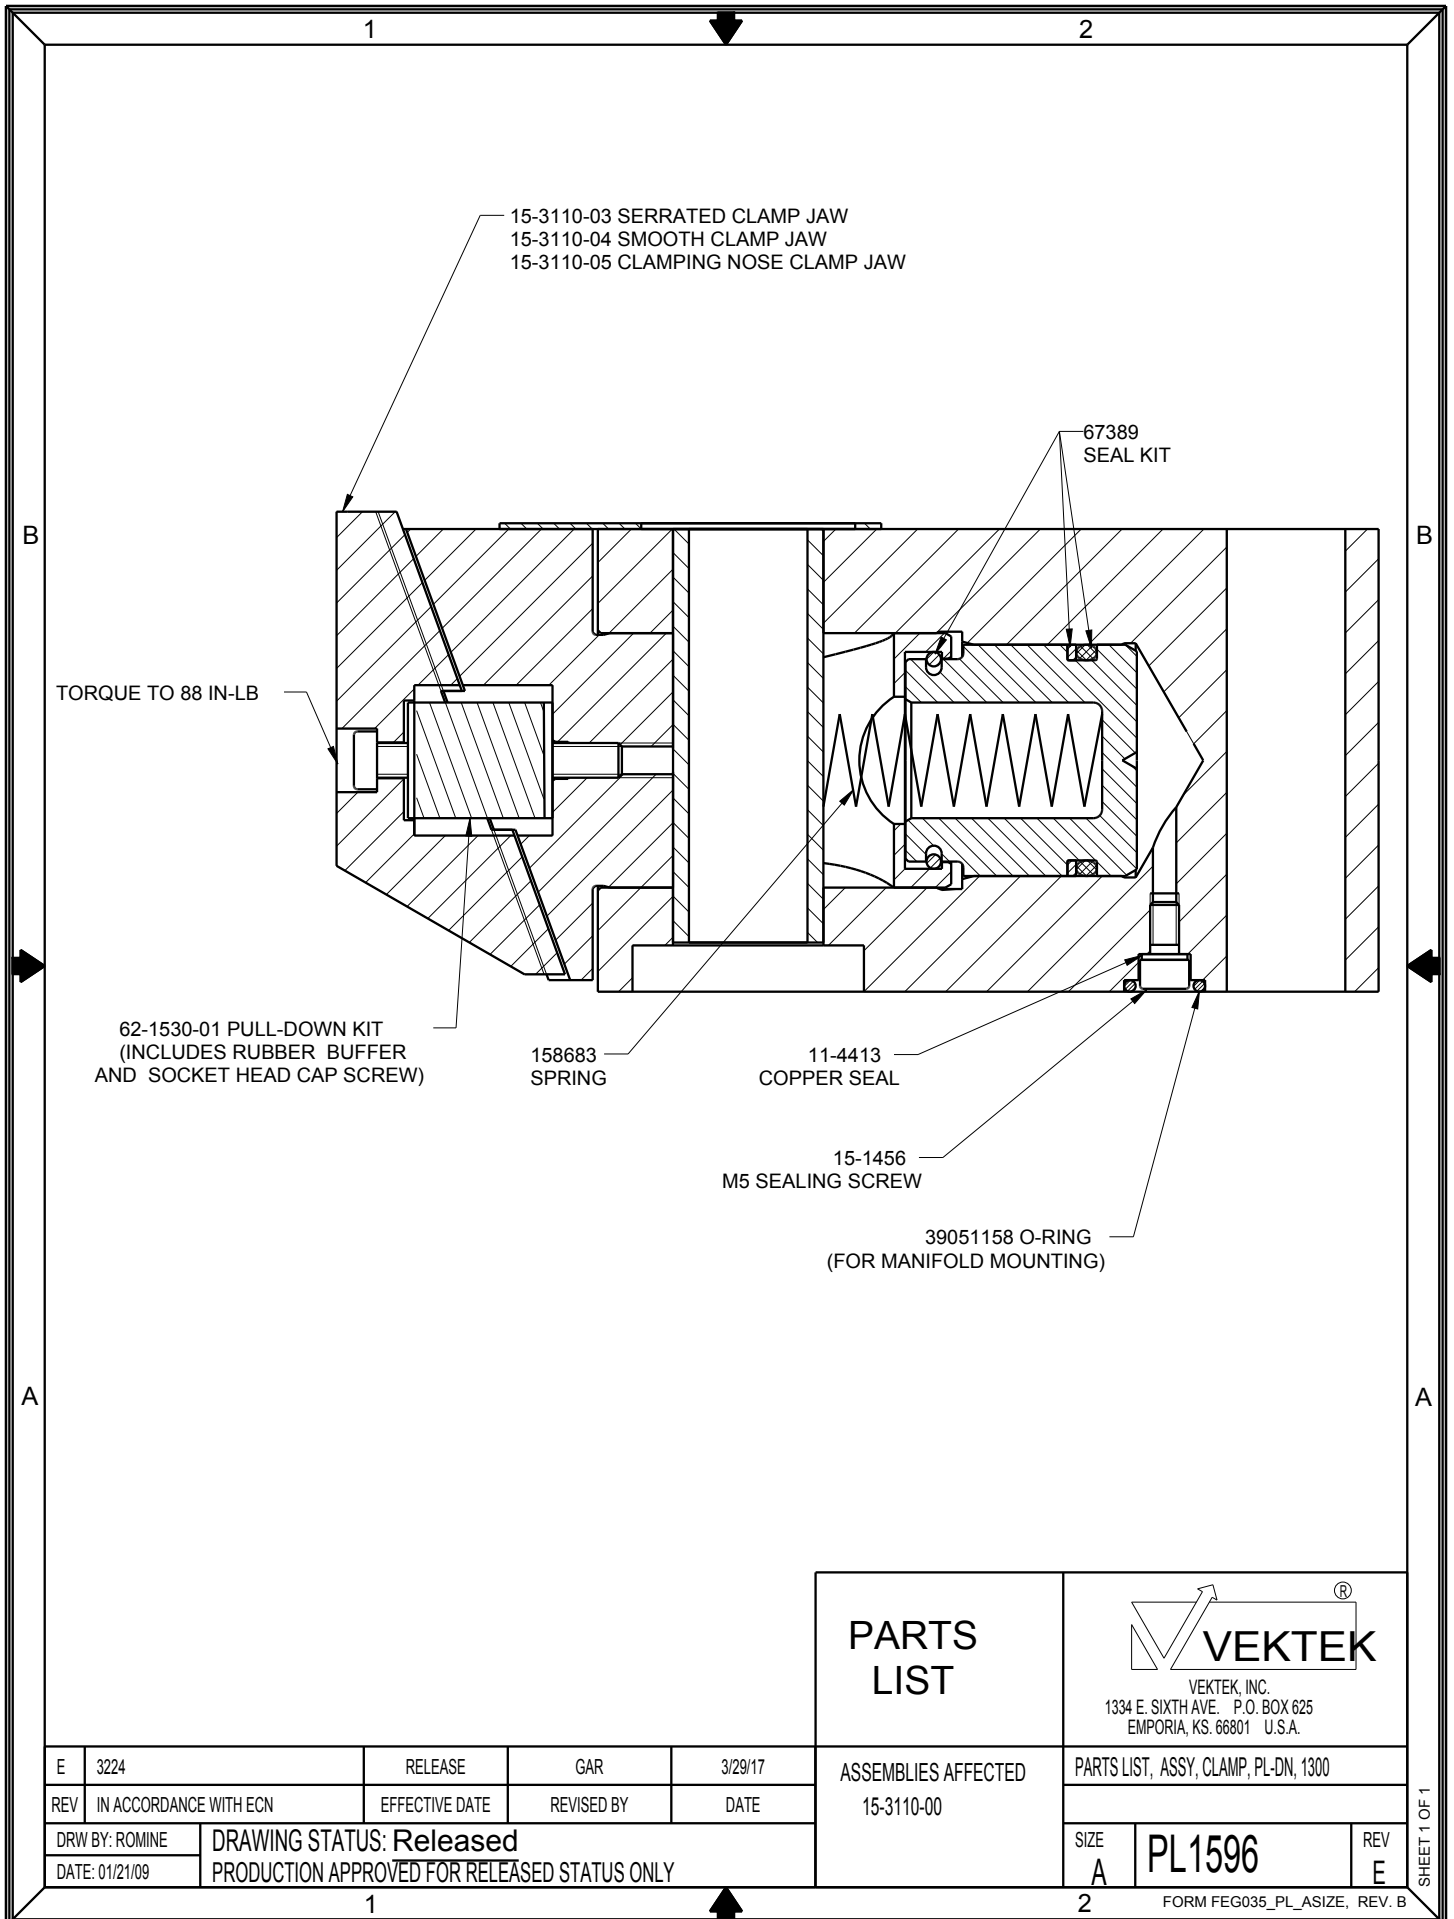 1
2
15-3110-03 SERRATED CLAMP JAW
15-3110-04 SMOOTH CLAMP JAW
15-3110-05 CLAMPING NOSE CLAMP JAW
67389
SEAL KIT
B
B
TORQUE TO 88 IN-LB
62-1530-01 PULL-DOWN KIT
(INCLUDES RUBBER BUFFER
AND SOCKET HEAD CAP SCREW)
158683
SPRING
11-4413
COPPER SEAL
15-1456
M5 SEALING SCREW
39051158 O-RING
(FOR MANIFOLD MOUNTING)
A
A
PARTS
LIST
®
VEKTEK
VEKTEK, INC.
1334 E. SIXTH AVE. P.O. BOX 625
EMPORIA, KS. 66801 U.S.A.
E 3224 RELEASE GAR 3/29/17
REV IN ACCORDANCE WITH ECN EFFECTIVE DATE REVISED BY DATE
ASSEMBLIES AFFECTED
15-3110-00
PARTS LIST, ASSY, CLAMP, PL-DN, 1300
DRW BY: ROMINE
DATE: 01/21/09
DRAWING STATUS: Released
PRODUCTION APPROVED FOR RELEASED STATUS ONLY
SIZE
A
PL1596
REV
E
SHEET 1 OF 1
1
2
FORM FEG035_PL_ASIZE, REV. B